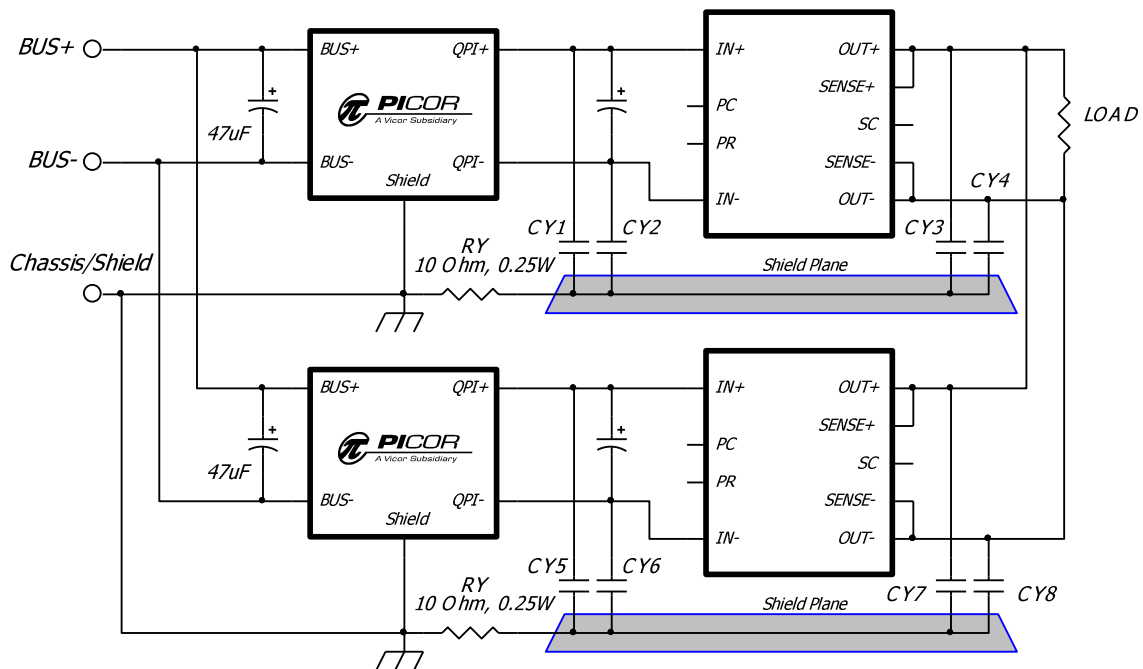 BUS+
BUS+
QPI+
IN+
OUT+
PICOR
A Vicor Subsidiary
SENSE+
PC
47uF
SC
LOAD
PR
BUS-
BUS-
QPI-
SENSE-
Shield
CY4
IN-
OUT-
CY1
CY2
CY3
RY
Chassis/Shield
10 Ohm, 0.25W
Shield Plane
BUS+
QPI+
IN+
OUT+
PICOR
A Vicor Subsidiary
SENSE+
PC
SC
47uF
PR
BUS-
QPI-
SENSE-
Shield
IN-
OUT-
CY5
CY6
RY
CY7
CY8
10 Ohm, 0.25W
Shield Plane